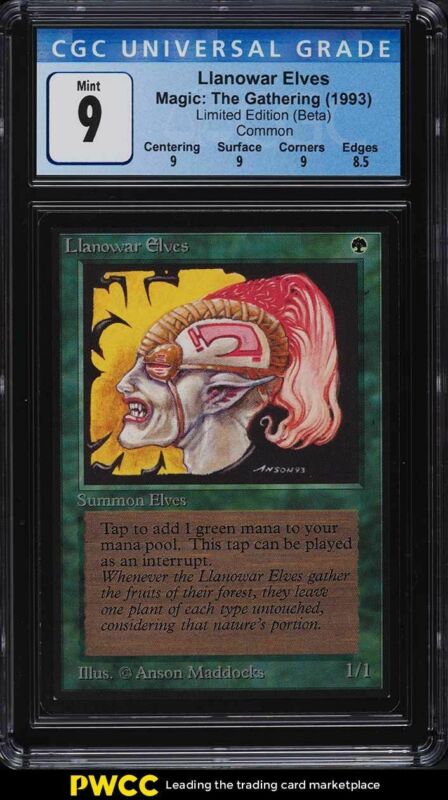 CGC UNIVERSAL GRADE
Mint
9
Llanowar Elves
Magic: The Gathering (1993)
Limited Edition (Beta)
Common
Centering Surface Corners Edges
9 9 9 8.5
Llanowar Elves
ANSON93
Summon Elves
Tap to add 1 green mana to your
mana pool. This tap can be played
as an interrupt.
Whenever the Llanowar Elves gather
the fruits of their forest, they leave
one plant of each type untouched,
considering that nature's portion.
Illus. © Anson Maddocks
1/1
PWCC Leading the trading card marketplace